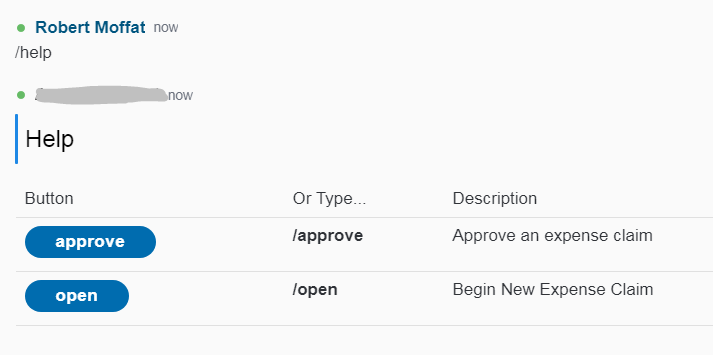 Robert Moffat now
/help
now
Help
Button Or Type... Description
approve /approve Approve an expense claim
open /open Begin New Expense Claim